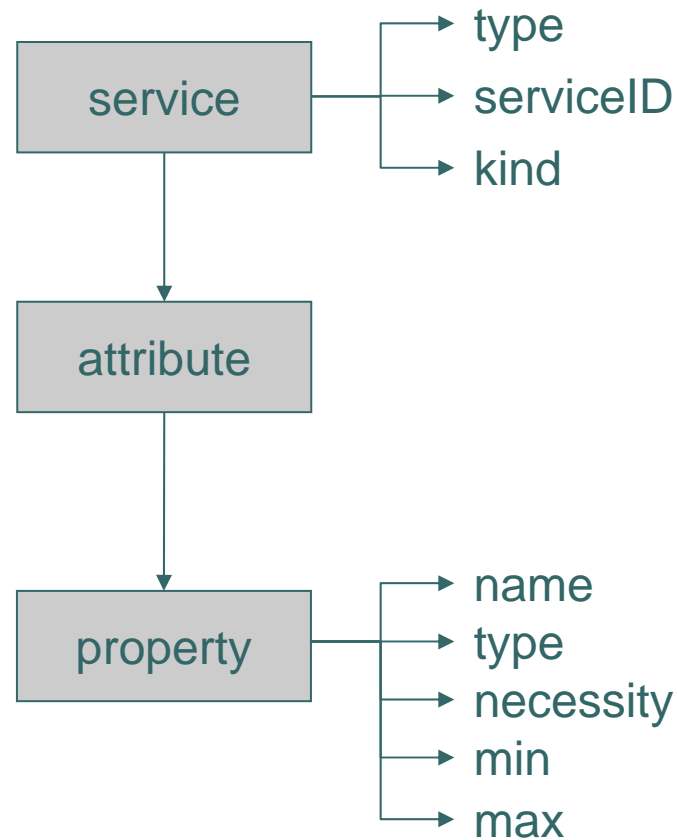 service
type
serviceID
kind
attribute
property
name
type
necessity
min
max